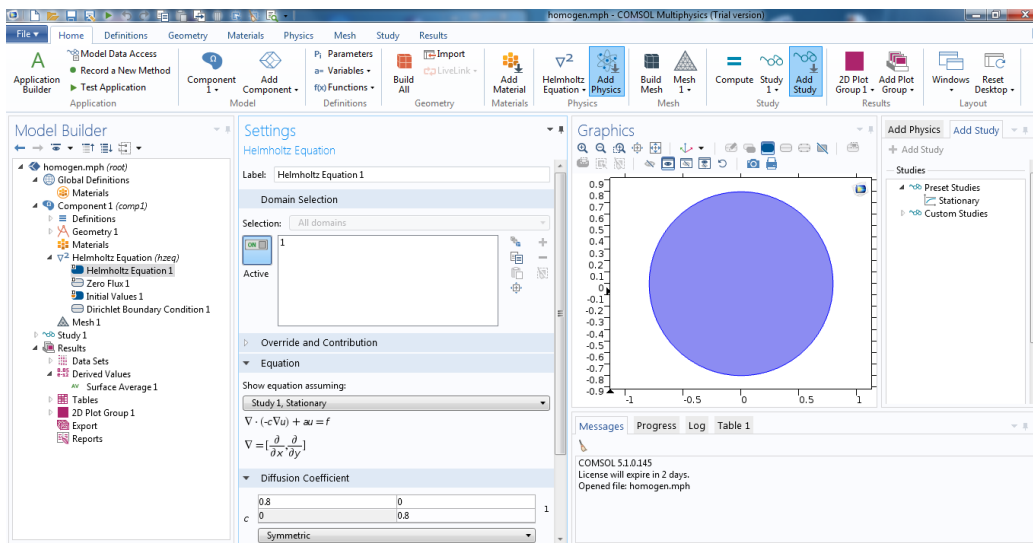 homogen.mph - COMSOL Multiphysics (Trial version)
File Home Definitions Geometry Materials Physics Mesh Study Results
Application Builder
Model Data Access
Record a New Method
Test Application
Application
Component 1
Add Component
Model
Pi Parameters
a= Variables
f(x) Functions
Definitions
Build All
Import
LiveLink
Geometry
Add Material
Materials
∇² Helmholtz Equation
Add Physics
Physics
Build Mesh
Mesh 1
Mesh
Compute
Study 1
Add Study
Study
2D Plot Group 1
Add Plot Group
Results
Windows
Reset Desktop
Layout
Model Builder
homogen.mph (root)
Global Definitions
Materials
Component 1 (comp1)
Definitions
Geometry 1
Materials
∇² Helmholtz Equation (hzeq)
Helmholtz Equation 1
Zero Flux 1
Initial Values 1
Dirichlet Boundary Condition 1
Mesh 1
Study 1
Results
Data Sets
8.85 e-12 Derived Values
AV Surface Average 1
Tables
2D Plot Group 1
Export
Reports
Settings
Helmholtz Equation
Label: Helmholtz Equation 1
Domain Selection
Selection: All domains
ON
Active
1
Override and Contribution
Equation
Show equation assuming:
Study 1, Stationary
∇ · (-c∇u) + au = f
∇ = [∂/∂x, ∂/∂y]
Diffusion Coefficient
c
0.8 0
0 0.8
1
Symmetric
Graphics
0.9
0.8
0.7
0.6
0.5
0.4
0.3
0.2
0.1
0
-0.1
-0.2
-0.3
-0.4
-0.5
-0.6
-0.7
-0.8
-0.9
-1 -0.5 0 0.5 1
Messages Progress Log Table 1
COMSOL 5.1.0.145
License will expire in 2 days.
Opened file: homogen.mph
Add Physics Add Study
+ Add Study
Studies
Preset Studies
Stationary
Custom Studies